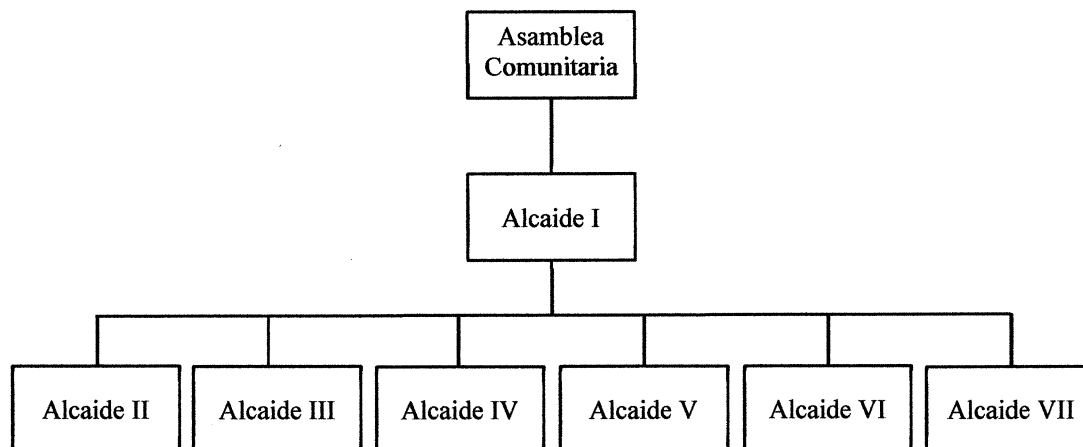 Asamblea
Comunitaria
Alcaide I
Alcaide II
Alcaide III
Alcaide IV
Alcaide V
Alcaide VI
Alcaide VII